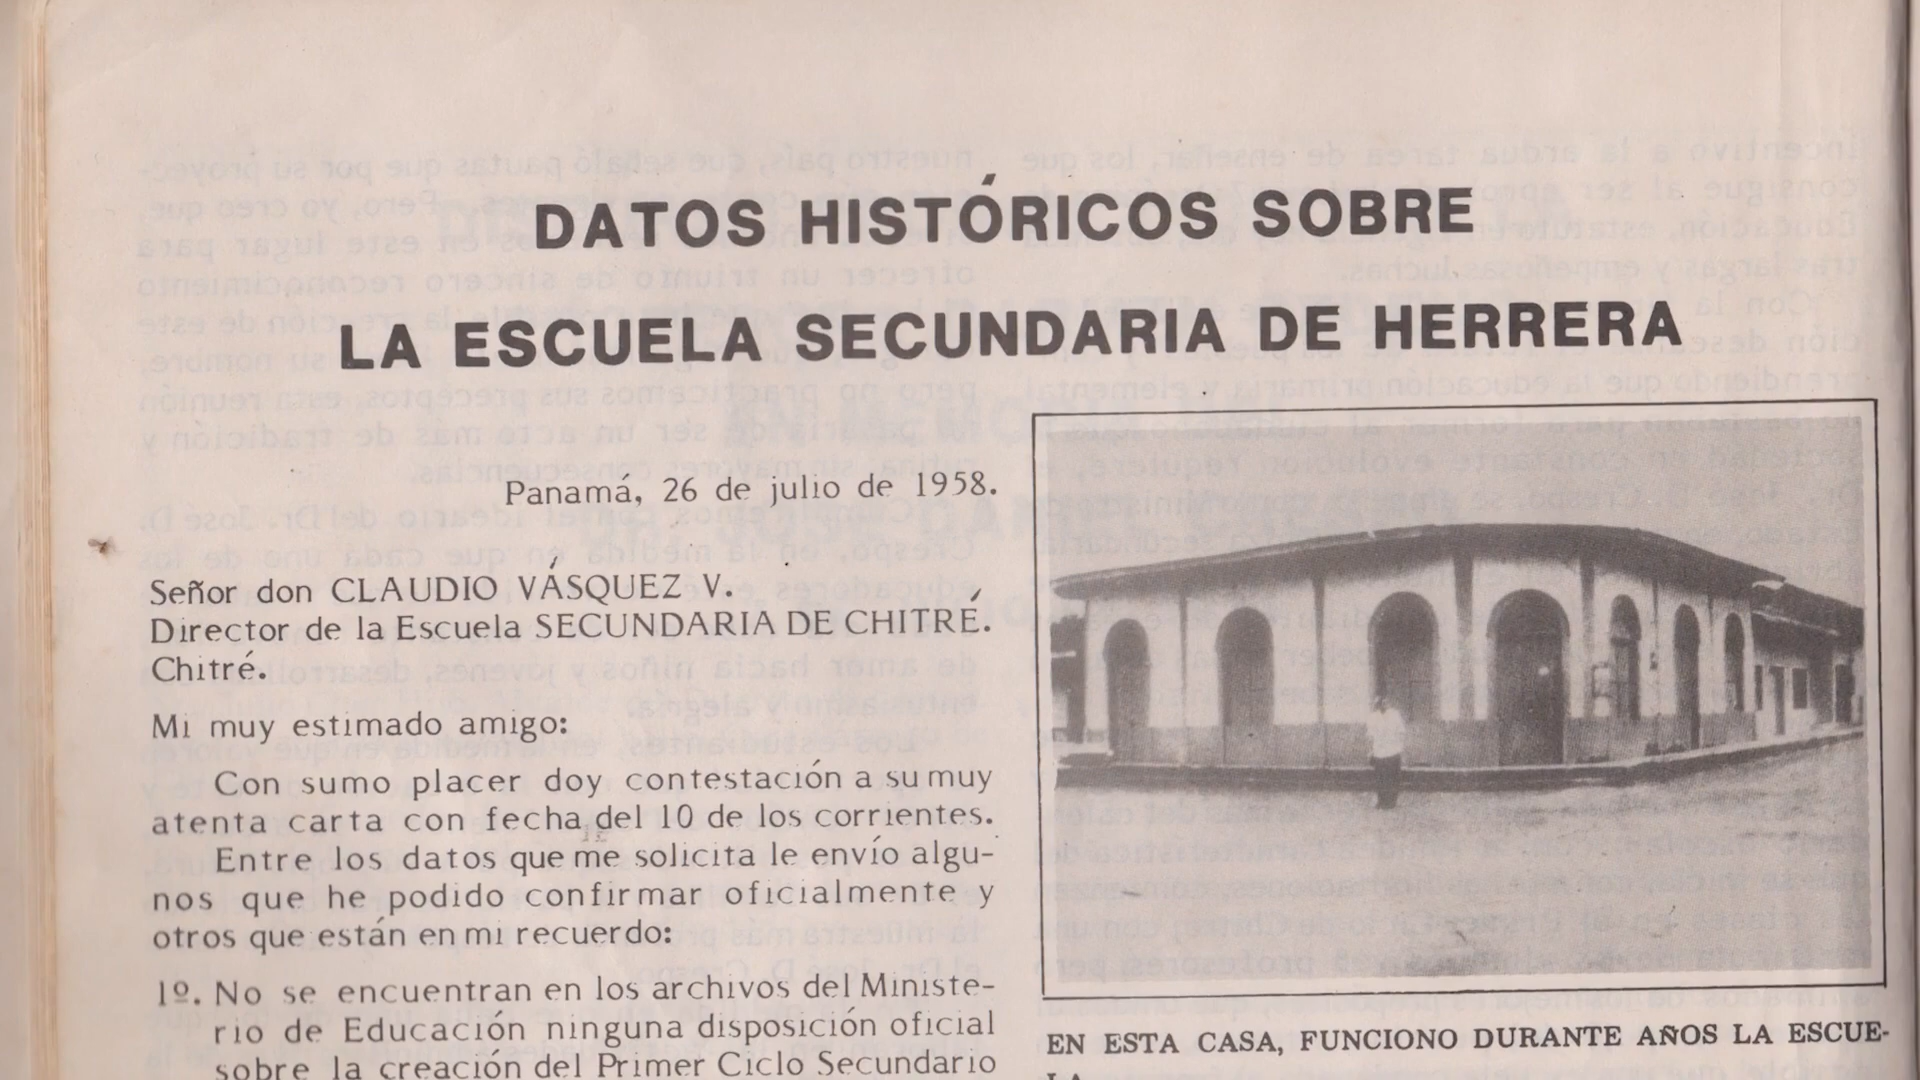 DATOS HISTÓRICOS SOBRE
LA ESCUELA SECUNDARIA DE HERRERA
Panamá, 26 de julio de 1958.
Señor don CLAUDIO VÁSQUEZ V.
Director de la Escuela SECUNDARIA DE CHITRÉ.
Chitré.
Mi muy estimado amigo:
Con sumo placer doy contestación a su muy
atenta carta con fecha del 10 de los corrientes.
Entre los datos que me solicita le envío algu-
nos que he podido confirmar oficialmente y
otros que están en mi recuerdo:
1º. No se encuentran en los archivos del Ministe-
rio de Educación ninguna disposición oficial
sobre la creación del Primer Ciclo Secundario
EN ESTA CASA, FUNCIONO DURANTE AÑOS LA ESCUE-
LA